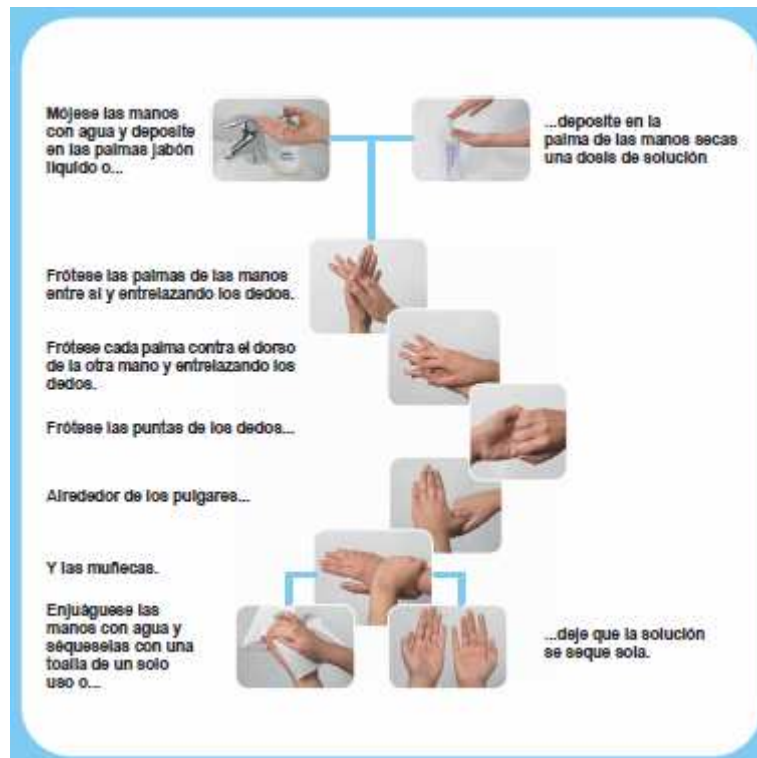 Mójese las manos
con agua y deposite
en las palmas jabón
líquido o...
...deposite en la
palma de las manos secas
una dosis de solución
Frótese las palmas de las manos
entre sí y entrelazando los dedos.
Frótese cada palma contra el dorso
de la otra mano y entrelazando los
dedos.
Frótese las puntas de los dedos...
Alrededor de los pulgares...
Y las muñecas.
Enjuáguese las
manos con agua y
séqueselas con una
toalla de un solo
uso o...
...deje que la solución
se seque sola.